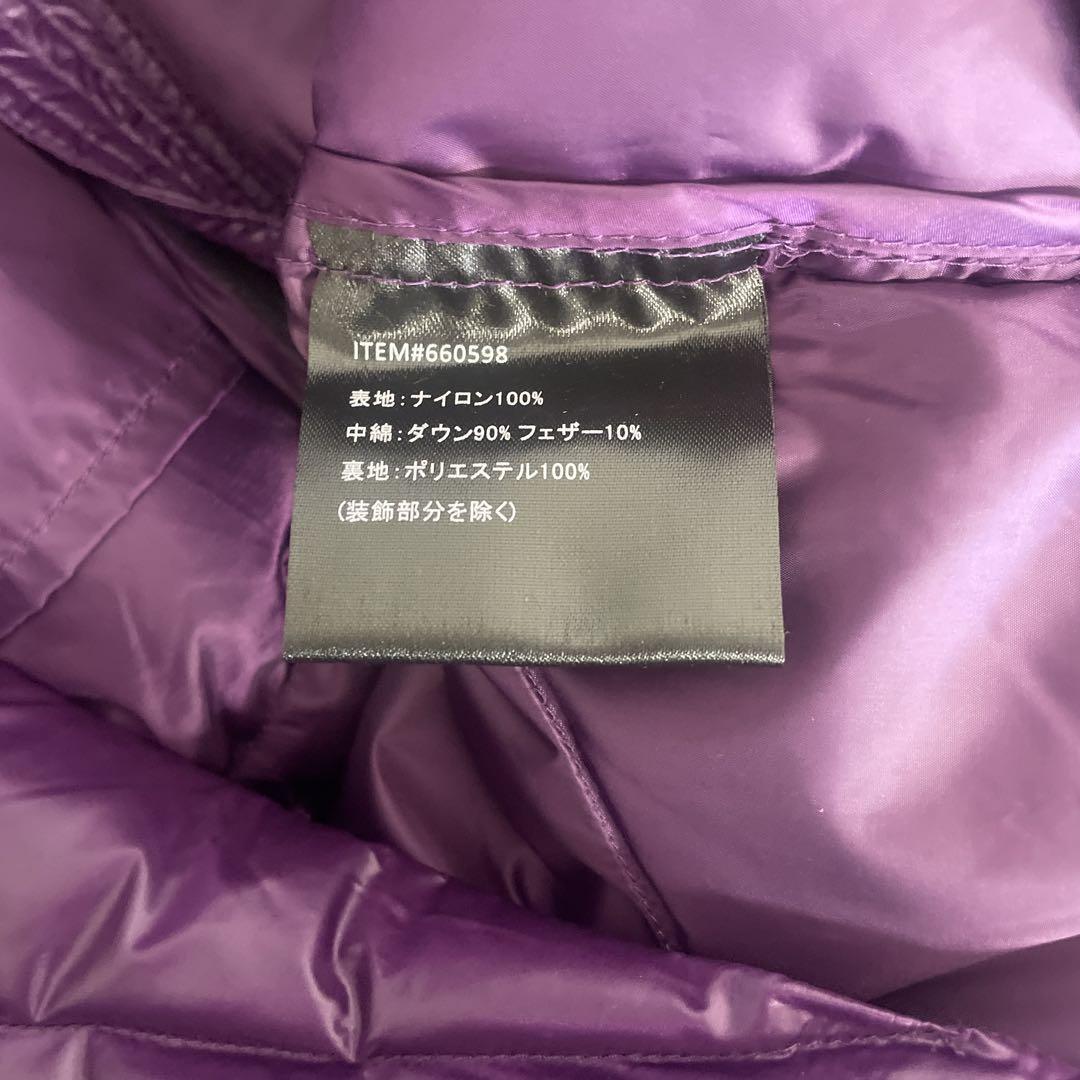 ITEM#660598
表地:ナイロン100%
中綿:ダウン90% フェザー10%
裏地:ポリエステル100%
(装飾部分を除く)